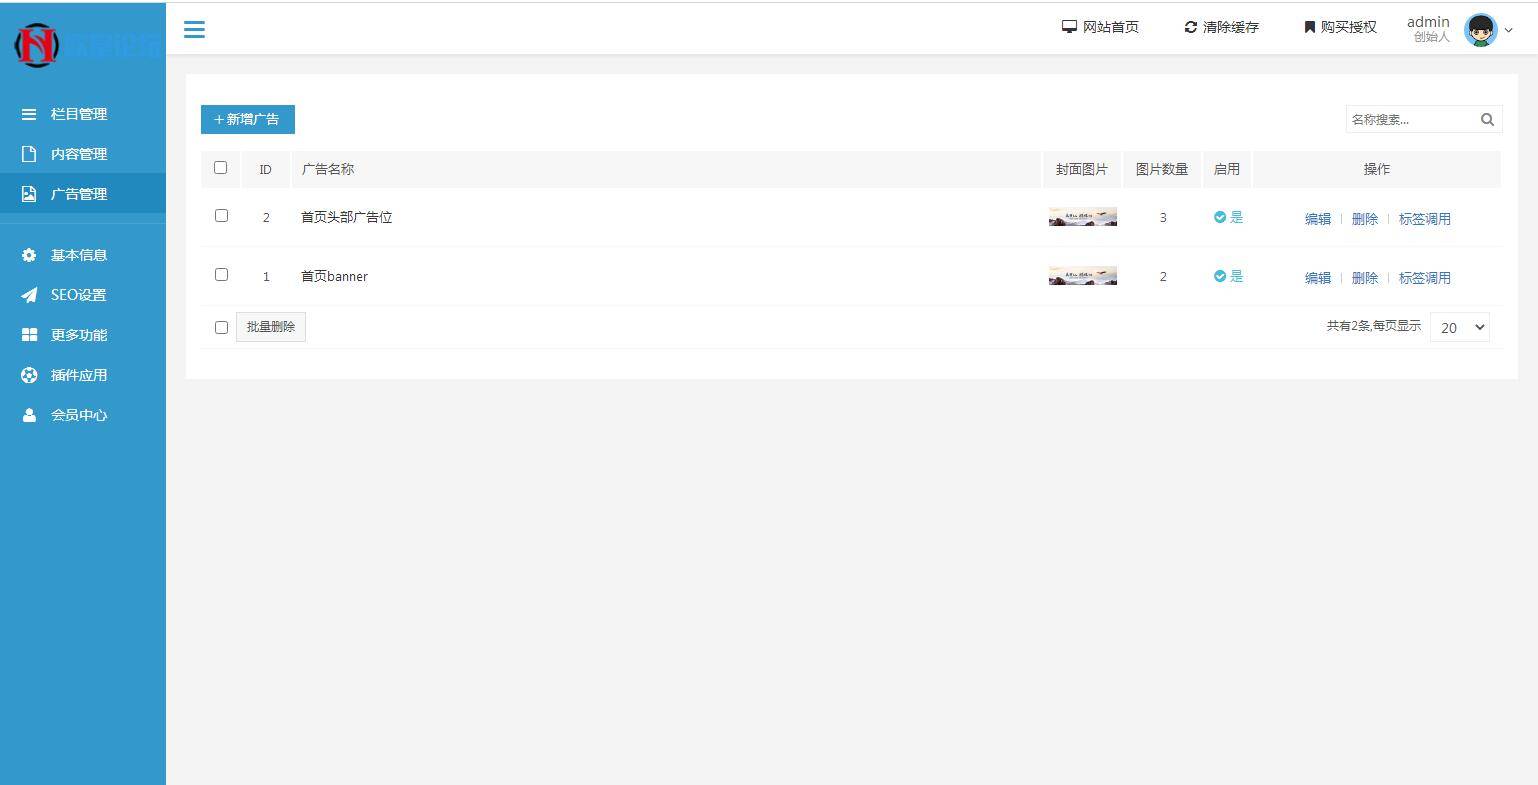 网站首页 清除缓存 购买授权 admin
创始人
栏目管理
内容管理
广告管理
基本信息
SEO设置
更多功能
插件应用
会员中心
+新增广告 名称搜索...
ID 广告名称 封面图片 图片数量 启用 操作
2 首页头部广告位 3 是 编辑 | 删除 | 标签调用
1 首页banner 2 是 编辑 | 删除 | 标签调用
批量删除 共有2条,每页显示 20